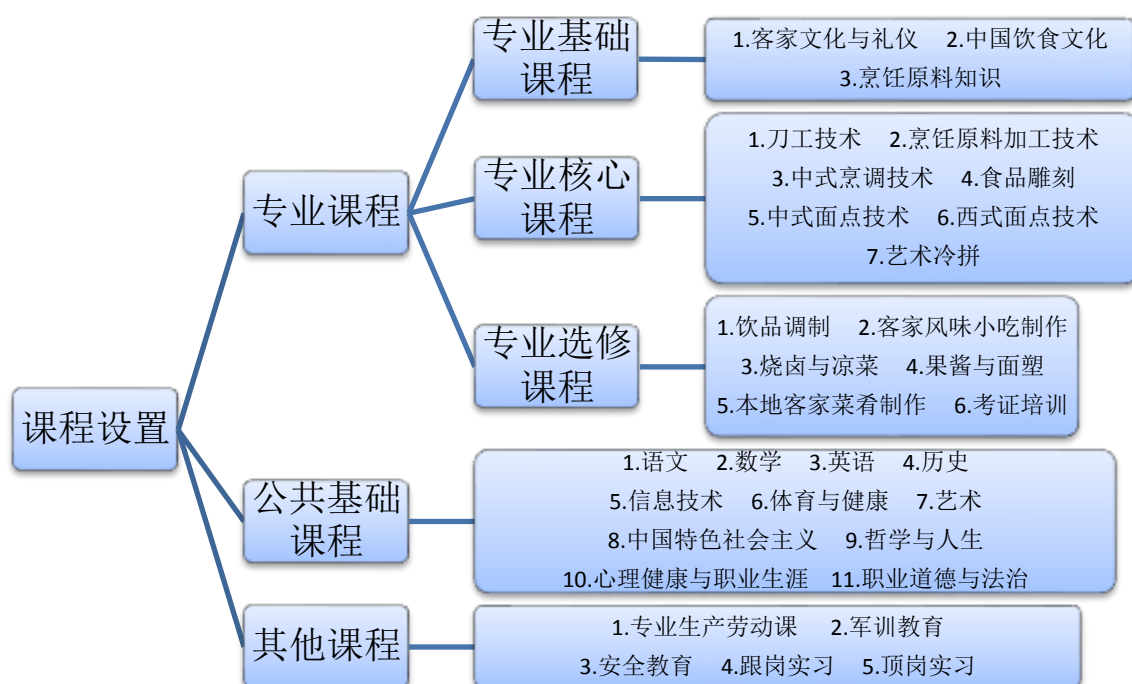 课程设置
专业课程
专业基础
课程
1.客家文化与礼仪 2.中国饮食文化
3.烹饪原料知识
专业核心
课程
1.刀工技术 2.烹饪原料加工技术
3.中式烹调技术 4.食品雕刻
5.中式面点技术 6.西式面点技术
7.艺术冷拼
专业选修
课程
1.饮品调制 2.客家风味小吃制作
3.烧卤与凉菜 4.果酱与面塑
5.本地客家菜肴制作 6.考证培训
公共基础
课程
1.语文 2.数学 3.英语 4.历史
5.信息技术 6.体育与健康 7.艺术
8.中国特色社会主义 9.哲学与人生
10.心理健康与职业生涯 11.职业道德与法治
其他课程
1.专业生产劳动课 2.军训教育
3.安全教育 4.跟岗实习 5.顶岗实习